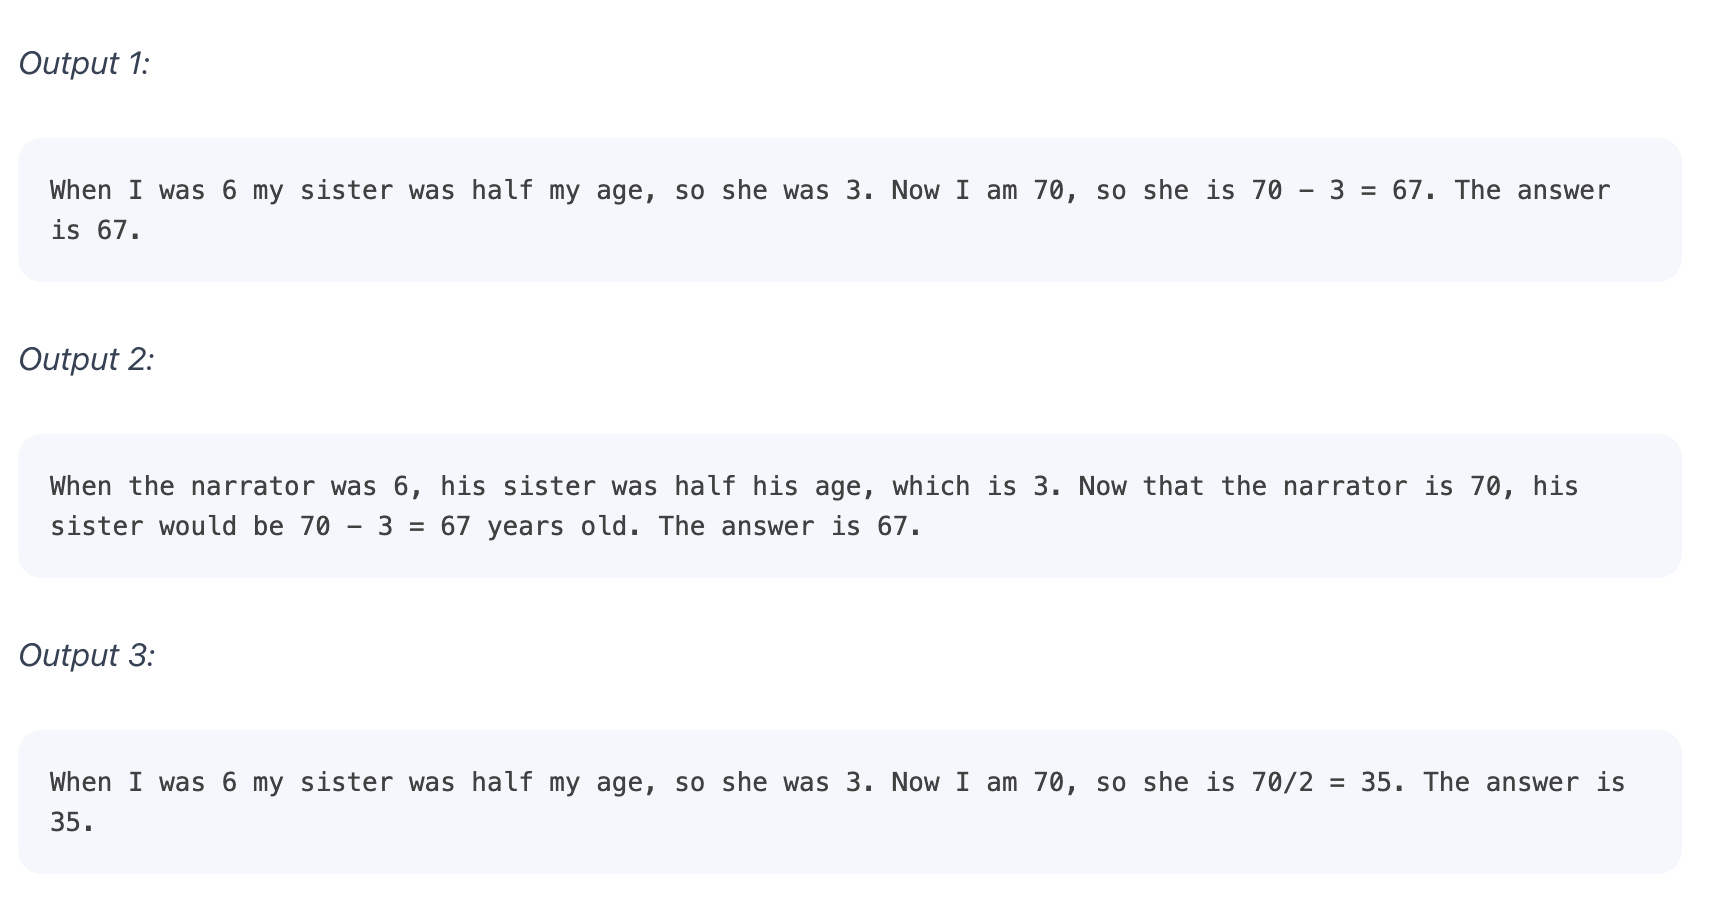 Output 1:
When I was 6 my sister was half my age, so she was 3. Now I am 70, so she is 70 – 3 = 67. The answer
is 67.
Output 2:
When the narrator was 6, his sister was half his age, which is 3. Now that the narrator is 70, his
sister would be 70 – 3 = 67 years old. The answer is 67.
Output 3:
When I was 6 my sister was half my age, so she was 3. Now I am 70, so she is 70/2 = 35. The answer is
35.